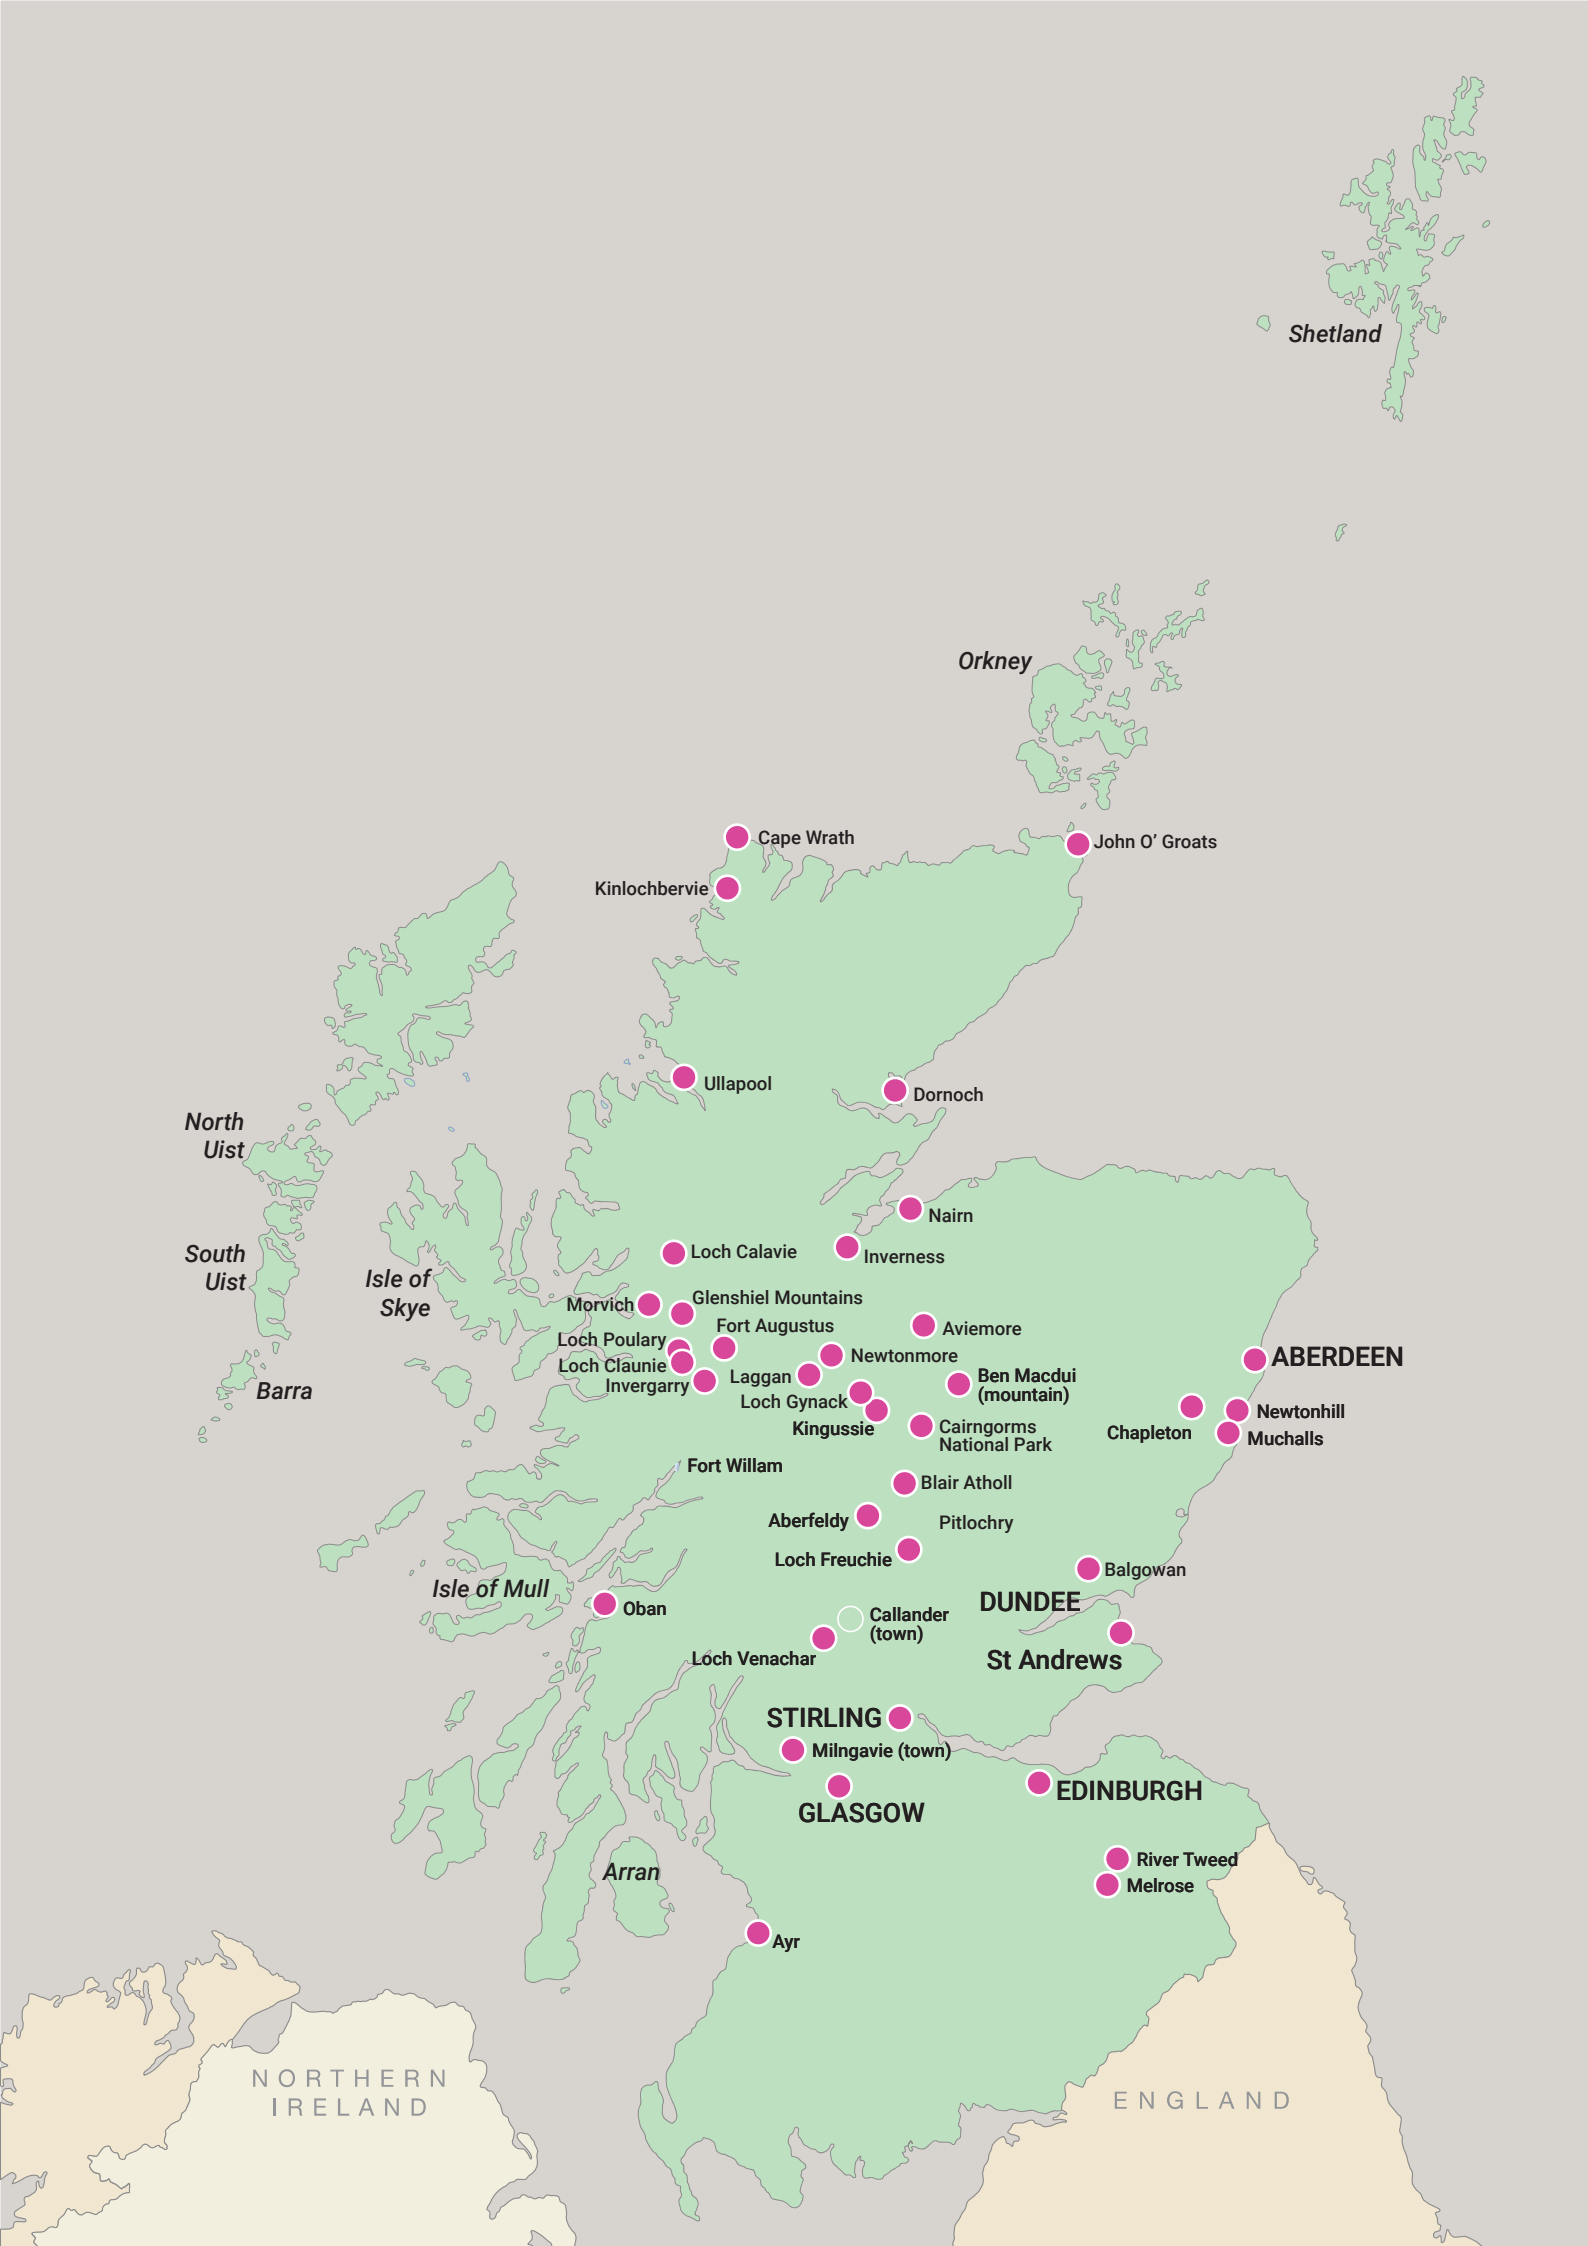 Shetland
Orkney
Cape Wrath
John O’ Groats
Kinlochbervie
Ullapool
Dornoch
North
Uist
Nairn
South
Uist
Loch Calavie
Inverness
Isle of
Skye
Morvich
Glenshiel Mountains
Fort Augustus
Aviemore
Loch Poulary
Newtonmore
ABERDEEN
Loch Claunie
Laggan
Ben Macdui
(mountain)
Invergarry
Barra
Loch Gynack
Newtonhill
Kingussie
Cairngorms
National Park
Chapleton
Muchalls
Fort Willam
Blair Atholl
Aberfeldy
Pitlochry
Loch Freuchie
Balgowan
Isle of Mull
DUNDEE
Oban
Callander
(town)
Loch Venachar
St Andrews
STIRLING
Milngavie (town)
EDINBURGH
GLASGOW
River Tweed
Arran
Melrose
Ayr
NORTHERN
IRELAND
ENGLAND